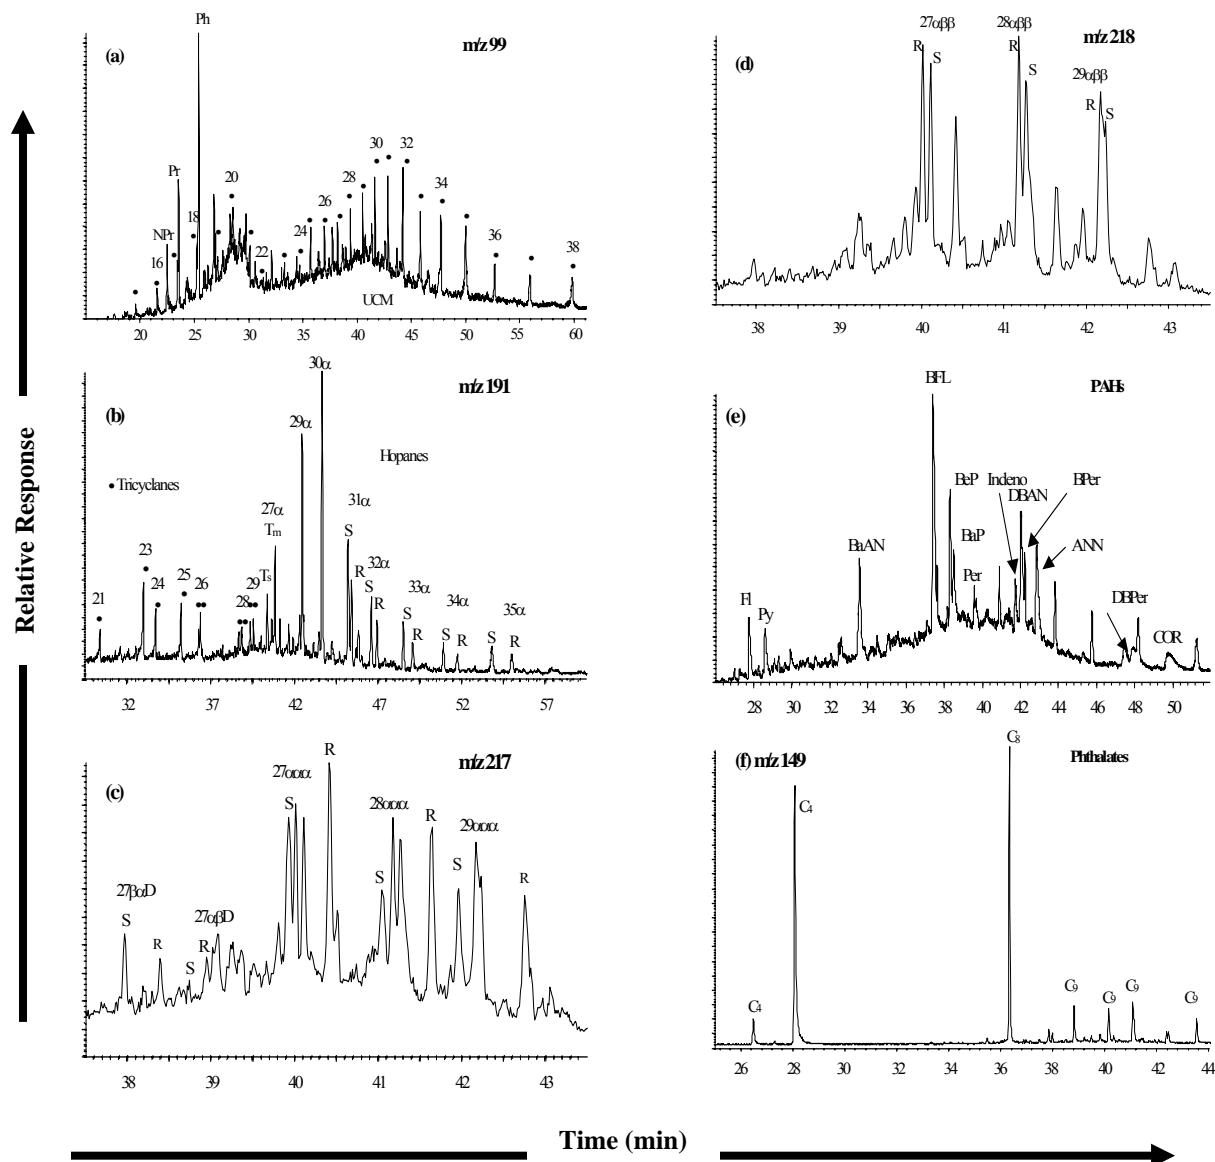 Relative Response
Time (min)
(a)
m/z 99
Ph
Pr
NPr
16
18
20
22
24
26
28
30
32
34
36
38
UCM
20 25 30 35 40 45 50 55 60
(b)
m/z 191
• Tricyclanes
Hopanes
21
23
24
25
26
28
29
Ts
27α
Tm
29α
30α
31α
S
R
32α
S
R
33α
S
R
34α
S
R
35α
S
R
32 37 42 47 52 57
(c)
m/z 217
27βαD
S
R
27αβD
S
R
27ααα
S
R
28ααα
S
R
29ααα
S
R
38 39 40 41 42 43
(d)
m/z 218
27αββ
R
S
28αββ
R
S
29αββ
R
S
38 39 40 41 42 43
(e)
PAHs
Fl
Py
BaAN
BFL
BeP
BaP
Per
Indeno
DBAN
BPer
ANN
DBPer
COR
28 30 32 34 36 38 40 42 44 46 48 50
(f) m/z 149
Phthalates
C4
C4
C8
C9
C9
C9
C9
26 28 30 32 34 36 38 40 42 44